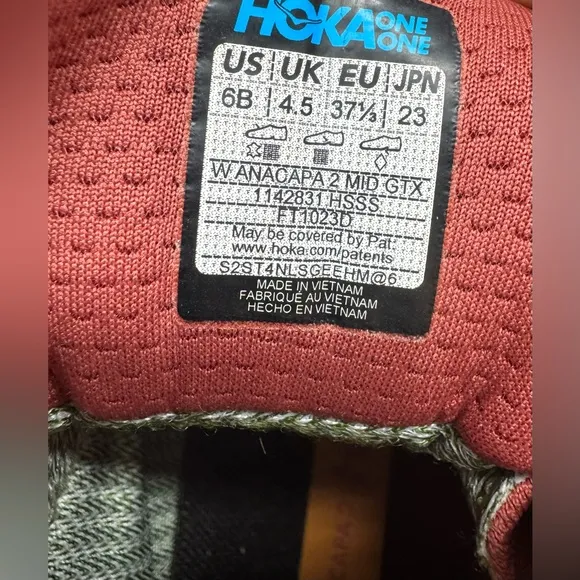 HOKA ONE ONE
US UK EU JPN
6B 4.5 37⅓ 23
W ANACAPA 2 MID GTX
1142831 HSSS
FT1023D
May be covered by Pat:
www.hoka.com/patents
S2ST4NLSGEEHM@6
MADE IN VIETNAM
FABRIQUÉ AU VIETNAM
HECHO EN VIETNAM